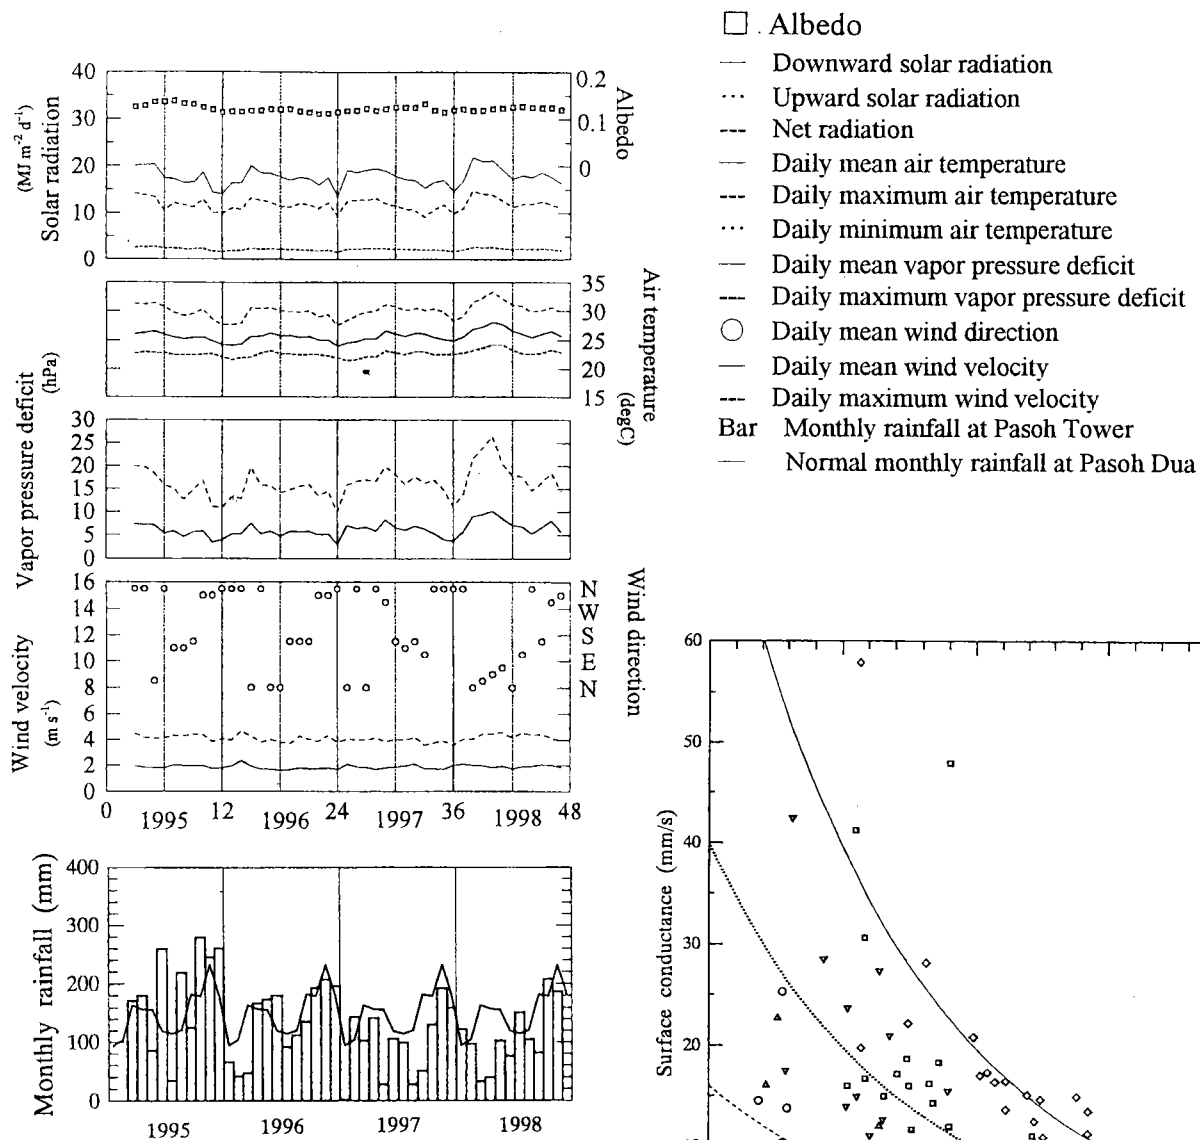 □ Albedo
Downward solar radiation
Upward solar radiation
Net radiation
Daily mean air temperature
Daily maximum air temperature
Daily minimum air temperature
Daily mean vapor pressure deficit
Daily maximum vapor pressure deficit
Daily mean wind direction
Daily mean wind velocity
Daily maximum wind velocity
Bar Monthly rainfall at Pasoh Tower
Normal monthly rainfall at Pasoh Dua
Solar radiation
(MJ m⁻² d⁻¹)
40
30
20
10
0
0.2
0.1
0
Albedo
35
30
25
20
15
Air temperature
(degC)
Vapor pressure deficit
(hPa)
30
25
20
15
10
5
0
Wind velocity
(m s⁻¹)
16
14
12
10
8
6
4
2
0
N
W
S
E
N
Wind direction
0 12 24 36 48
1995 1996 1997 1998
Monthly rainfall (mm)
400
300
200
100
0
1995 1996 1997 1998
Surface conductance (mm/s)
60
50
40
30
20